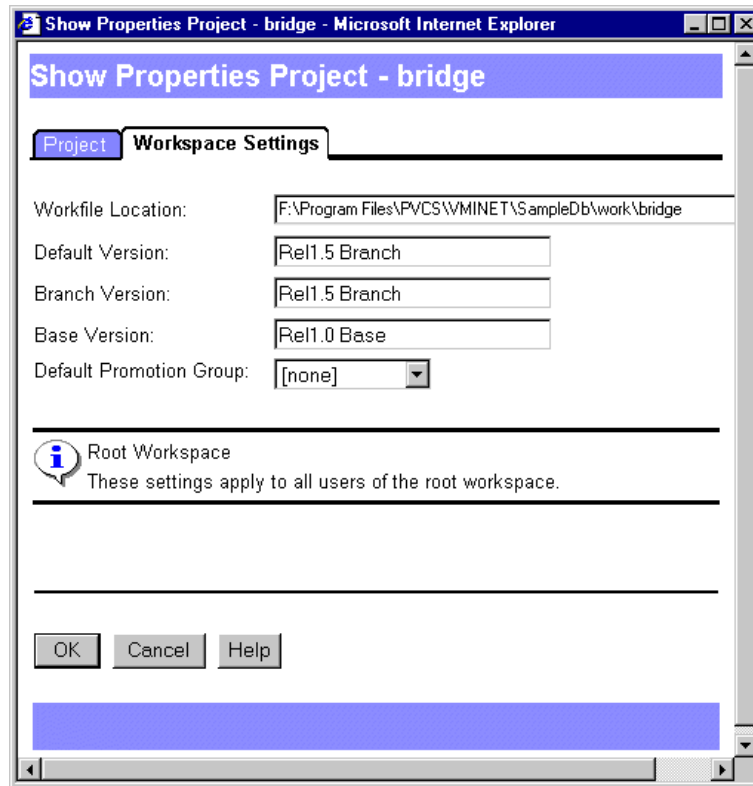 Show Properties Project - bridge - Microsoft Internet Explorer
Show Properties Project - bridge
Project Workspace Settings
Workfile Location: F:\Program Files\PVCS\VMINET\SampleDb\work\bridge
Default Version: Rel1.5 Branch
Branch Version: Rel1.5 Branch
Base Version: Rel1.0 Base
Default Promotion Group: [none]
Root Workspace
These settings apply to all users of the root workspace.
OK Cancel Help